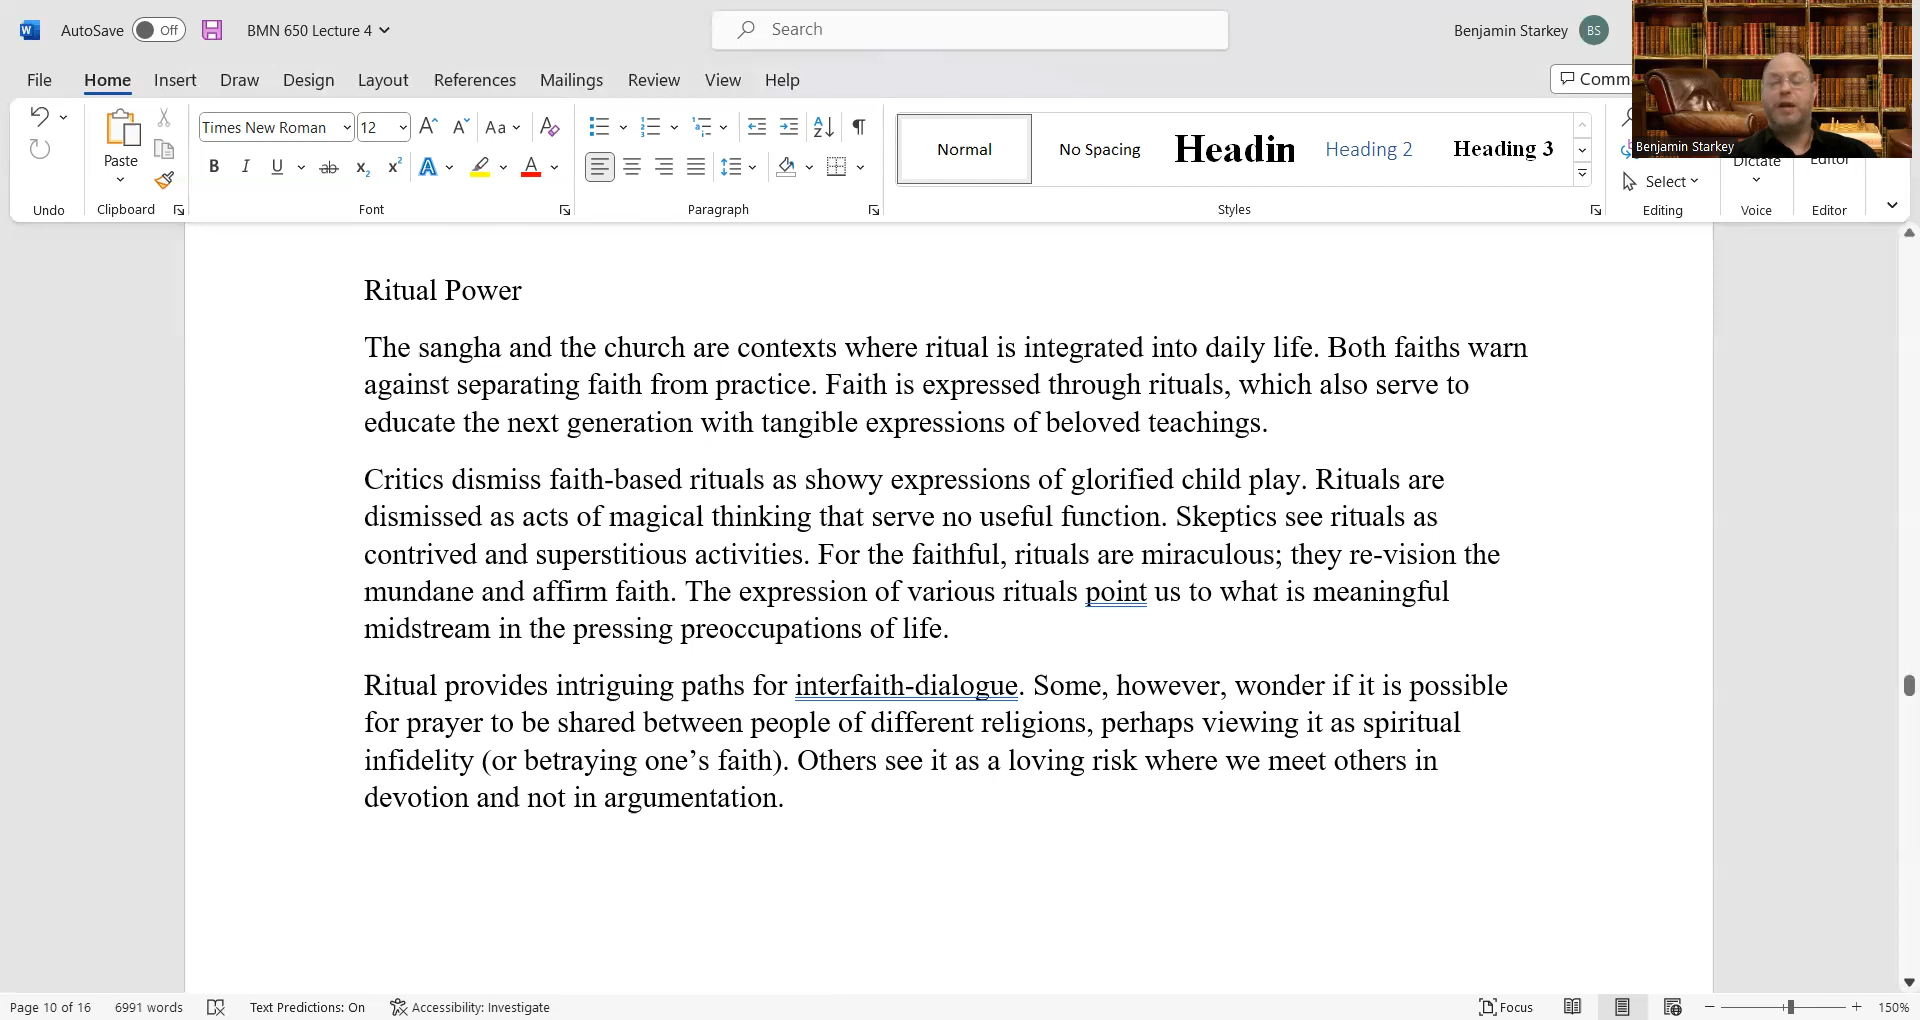 AutoSave Off BMN 650 Lecture 4 Search Benjamin Starkey BS
File Home Insert Draw Design Layout References Mailings Review View Help
Times New Roman 12 Aa
Paste
Normal No Spacing Headin Heading 2 Heading 3
Benjamin Starkey
Dictate Editor
Select
Undo Clipboard Font Paragraph Styles Editing Voice Editor
Ritual Power
The sangha and the church are contexts where ritual is integrated into daily life. Both faiths warn
against separating faith from practice. Faith is expressed through rituals, which also serve to
educate the next generation with tangible expressions of beloved teachings.
Critics dismiss faith-based rituals as showy expressions of glorified child play. Rituals are
dismissed as acts of magical thinking that serve no useful function. Skeptics see rituals as
contrived and superstitious activities. For the faithful, rituals are miraculous; they re-vision the
mundane and affirm faith. The expression of various rituals point us to what is meaningful
midstream in the pressing preoccupations of life.
Ritual provides intriguing paths for interfaith-dialogue. Some, however, wonder if it is possible
for prayer to be shared between people of different religions, perhaps viewing it as spiritual
infidelity (or betraying one’s faith). Others see it as a loving risk where we meet others in
devotion and not in argumentation.
Page 10 of 16 6991 words Text Predictions: On Accessibility: Investigate Focus 150%